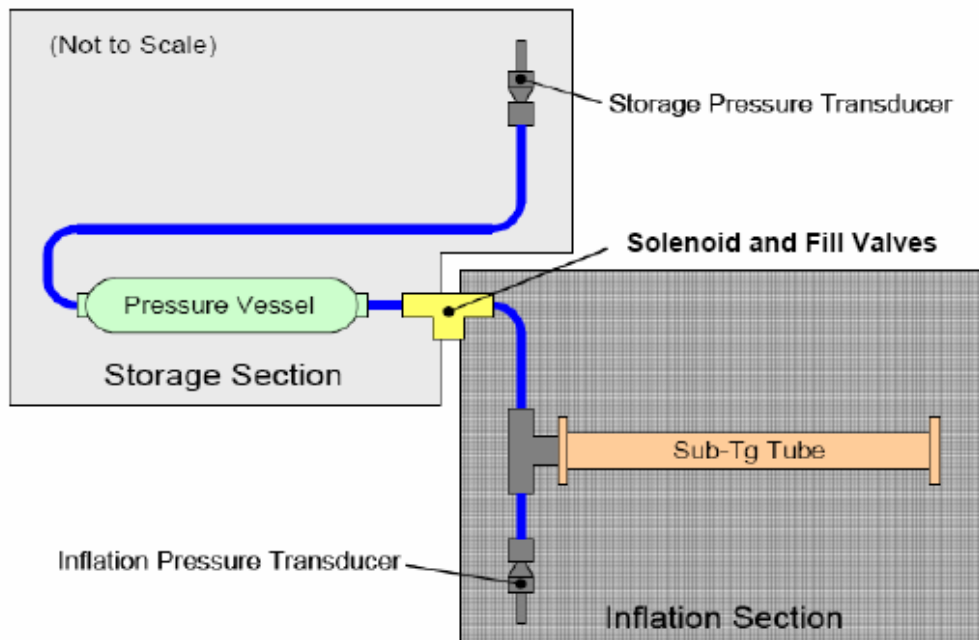 (Not to Scale)
Storage Pressure Transducer
Solenoid and Fill Valves
Pressure Vessel
Storage Section
Sub-Tg Tube
Inflation Pressure Transducer
Inflation Section